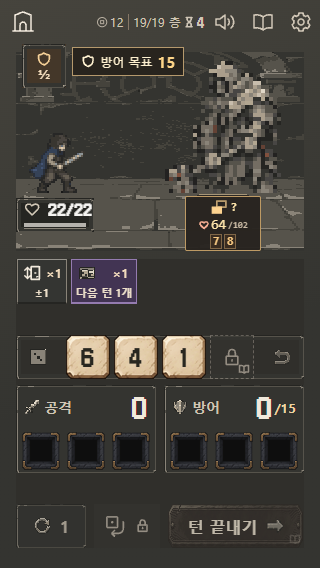 12 | 19/19 층 4
½
방어 목표 15
22/22
?
64/102
7 8
×1
±1
×1
다음 턴 1개
6 4 1
공격 0
방어 0/15
1
턴 끝내기